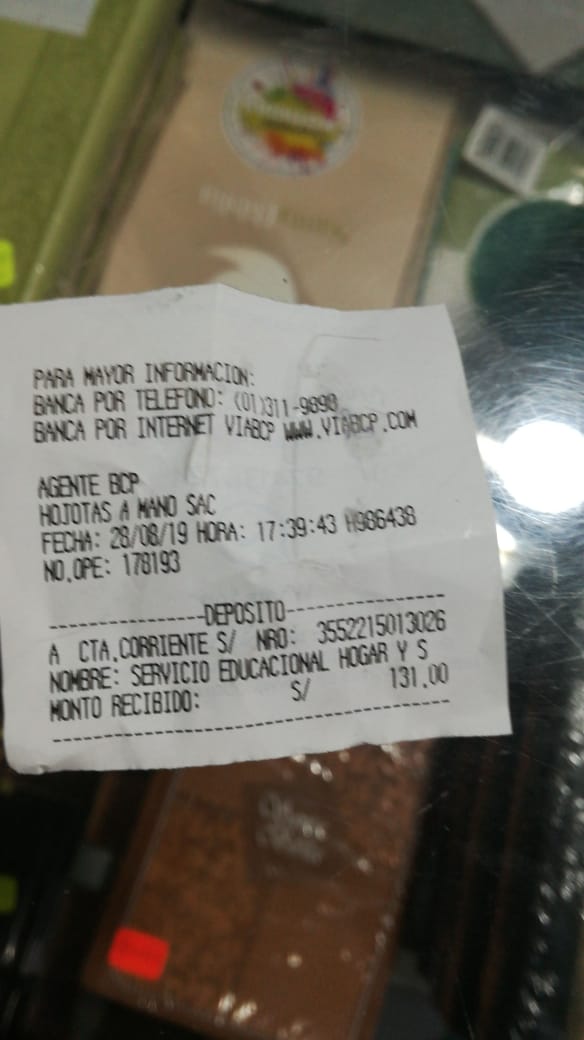 PARA MAYOR INFORMACION:
BANCA POR TELEFONO: (01)311-9898
BANCA POR INTERNET VIABCP WWW.VIABCP.COM
AGENTE BCP
HOJOTAS A MANO SAC
FECHA: 28/08/19 HORA: 17:39:43 H986438
NO.OPE: 178193
----------------DEPOSITO----------------
A CTA.CORRIENTE S/ NRO: 3552215013026
NOMBRE: SERVICIO EDUCACIONAL HOGAR Y S
MONTO RECIBIDO: S/ 131.00
----------------------------------------